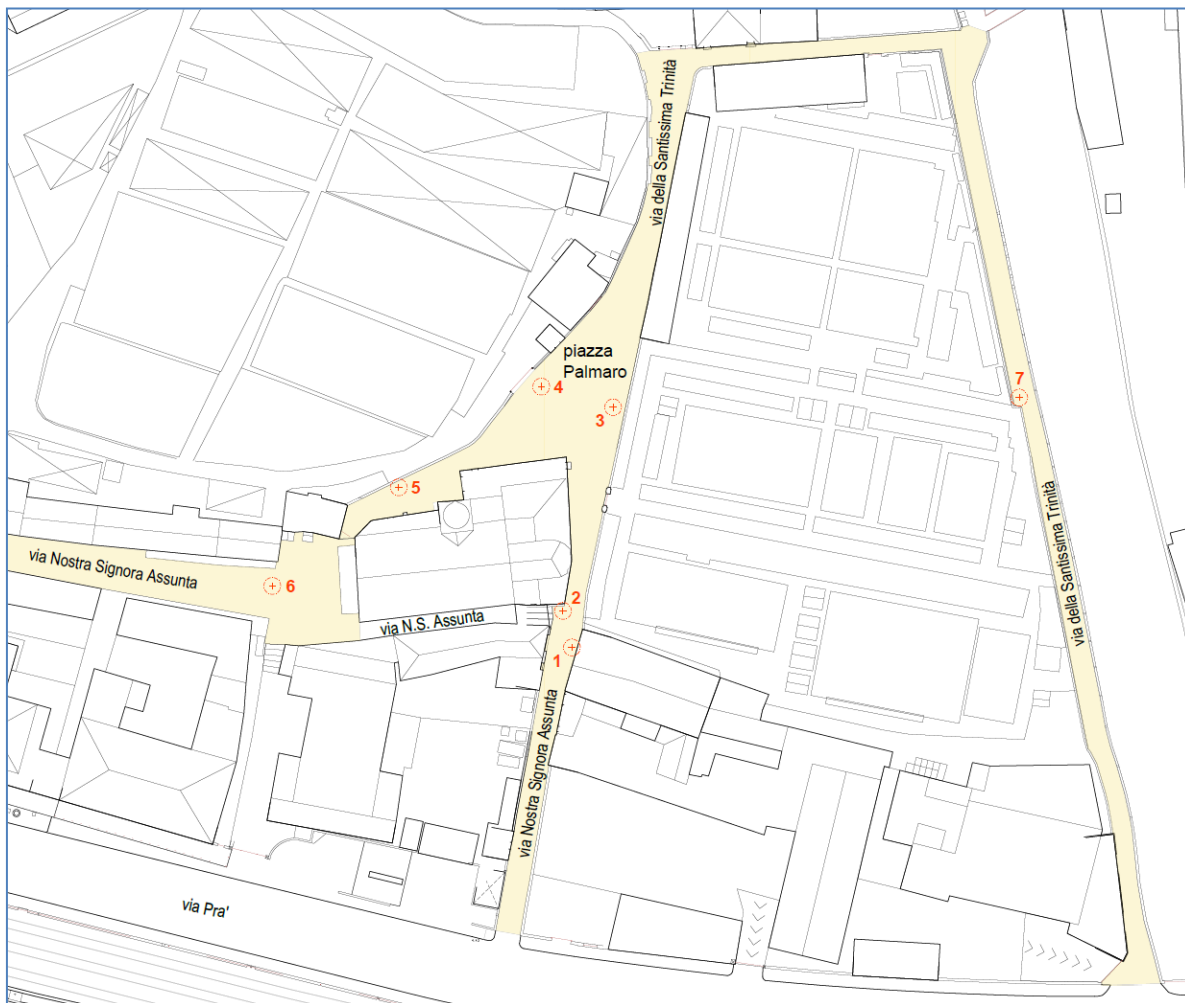 via della Santissima Trinità
piazza
Palmaro
4
3
7
5
via della Santissima Trinità
via Nostra Signora Assunta
6
2
via N.S. Assunta
1
via Nostra Signora Assunta
via Pra'